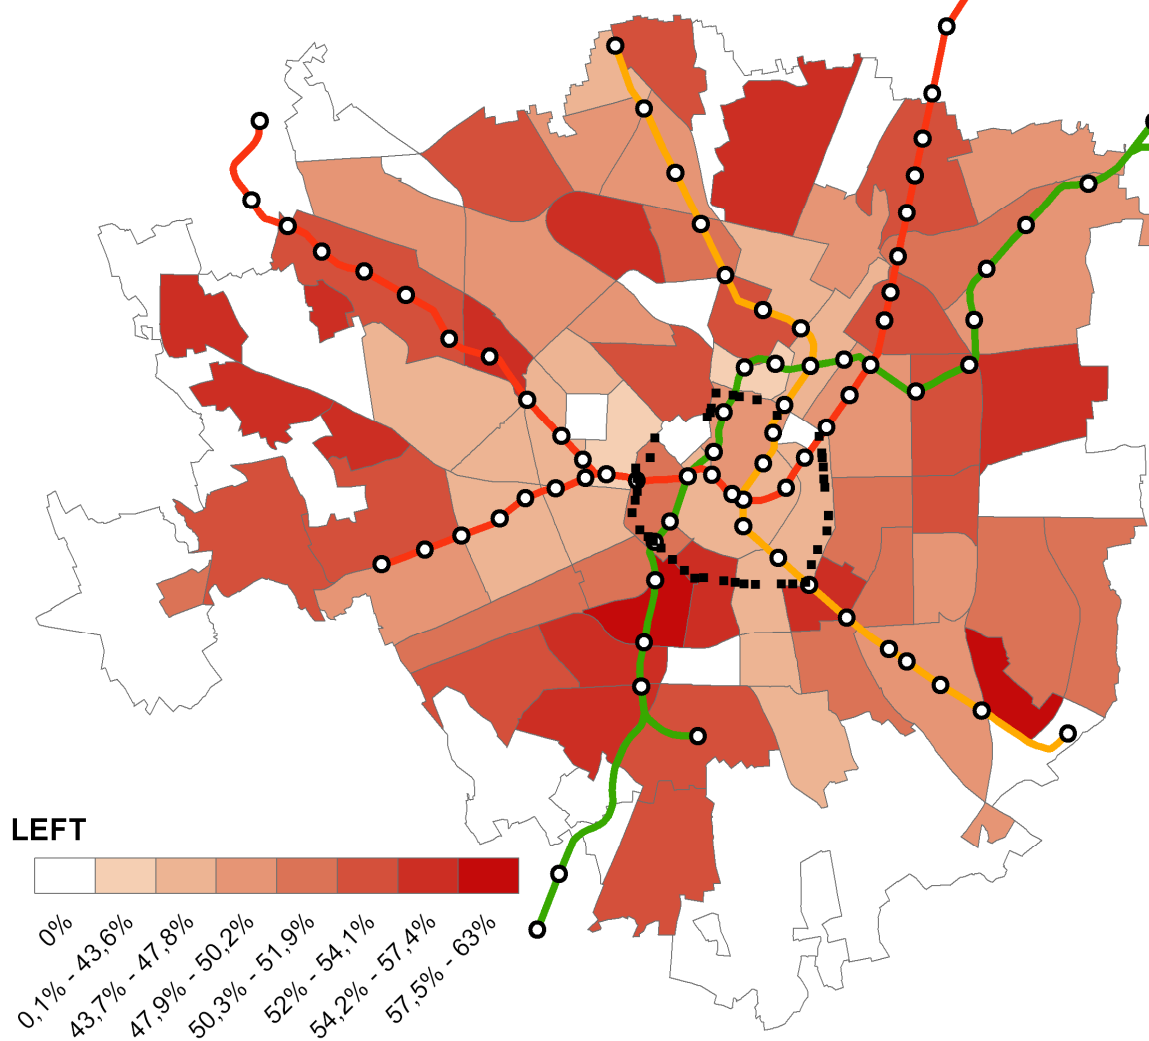 LEFT
0%
0,1% - 43,6%
43,7% - 47,8%
47,9% - 50,2%
50,3% - 51,9%
52% - 54,1%
54,2% - 57,4%
57,5% - 63%